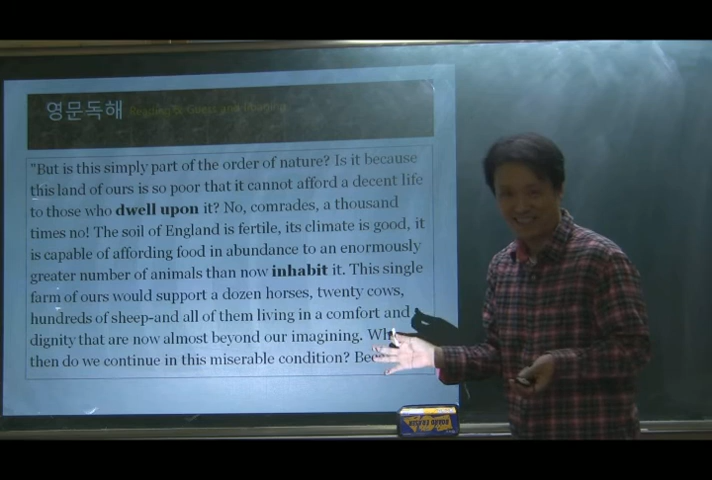 영문독해 Reading & Guess and
"But is this simply part of the order of nature? Is it because
this land of ours is so poor that it cannot afford a decent life
to those who dwell upon it? No, comrades, a thousand
times no! The soil of England is fertile, its climate is good, it
is capable of affording food in abundance to an enormously
greater number of animals than now inhabit it. This single
farm of ours would support a dozen horses, twenty cows,
hundreds of sheep-and all of them living in a comfort and
dignity that are now almost beyond our imagining.
then do we continue in this miserable condition?
BOARD ERASER